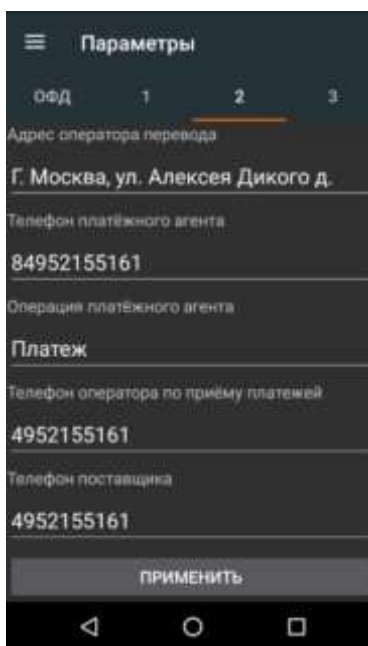 Параметры
ОФД 1 2 3
Адрес оператора перевода
Г. Москва, ул. Алексея Дикого д.
Телефон платёжного агента
84952155161
Операция платёжного агента
Платеж
Телефон оператора по приёму платежей
4952155161
Телефон поставщика
4952155161
ПРИМЕНИТЬ